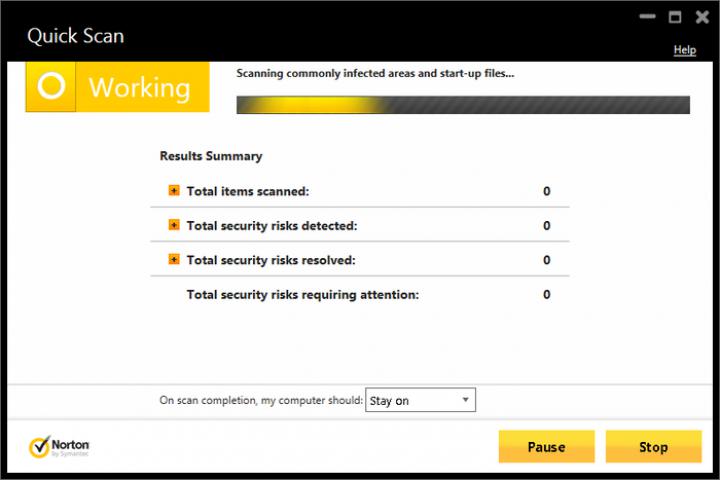 Quick Scan
Help
Working
Scanning commonly infected areas and start-up files...
Results Summary
Total items scanned: 0
Total security risks detected: 0
Total security risks resolved: 0
Total security risks requiring attention: 0
On scan completion, my computer should: Stay on
Norton
by Symantec
Pause
Stop